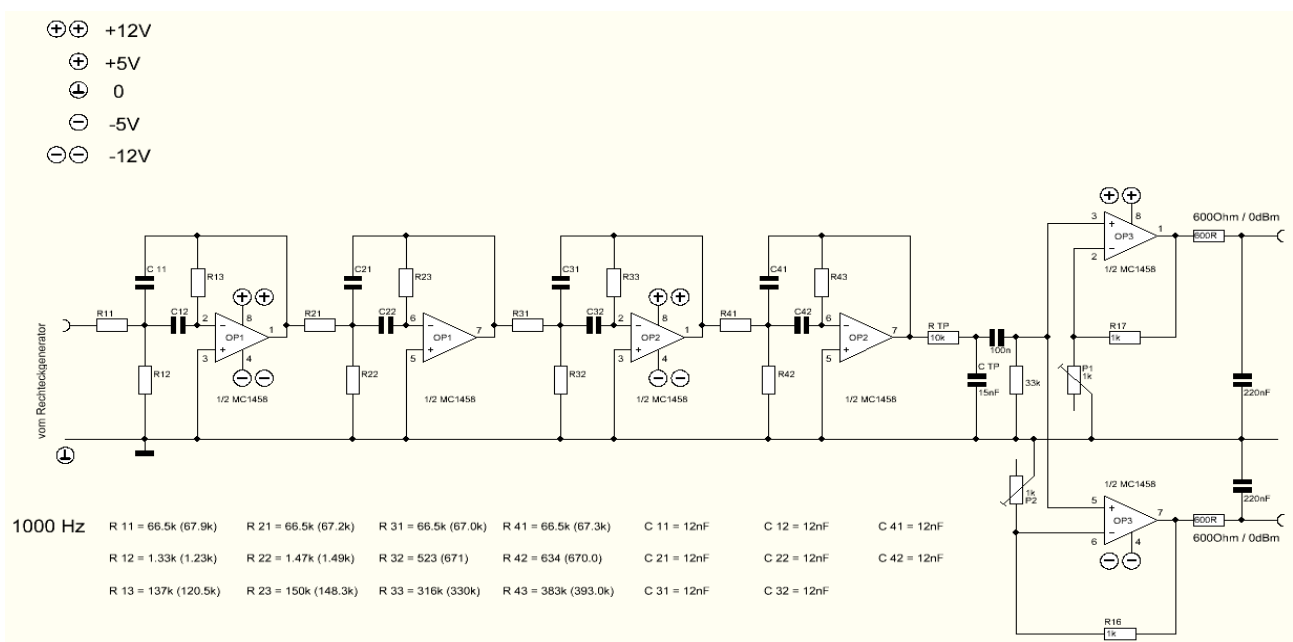 +12V
+5V
0
-5V
-12V
vom Rechteckgenerator
R11
C 11
C12
R12
R13
2
3
8
4
1
OP1
1/2 MC1458
R21
C21
C22
R22
R23
6
5
7
OP1
1/2 MC1458
R31
C31
C32
R32
R33
2
3
8
4
1
OP2
1/2 MC1458
R41
C41
C42
R42
R43
6
5
7
OP2
1/2 MC1458
R TP
10k
C TP
15nF
100n
33k
3
2
8
1
OP3
1/2 MC1458
R17
1k
P1
1k
600Ohm / 0dBm
600R
220nF
1k
P2
1/2 MC1458
5
6
7
4
OP3
R16
1k
220nF
600R
600Ohm / 0dBm
1000 Hz
R 11 = 66.5k (67.9k) R 21 = 66.5k (67.2k) R 31 = 66.5k (67.0k) R 41 = 66.5k (67.3k) C 11 = 12nF C 12 = 12nF C 41 = 12nF
R 12 = 1.33k (1.23k) R 22 = 1.47k (1.49k) R 32 = 523 (671) R 42 = 634 (670.0) C 21 = 12nF C 22 = 12nF C 42 = 12nF
R 13 = 137k (120.5k) R 23 = 150k (148.3k) R 33 = 316k (330k) R 43 = 383k (393.0k) C 31 = 12nF C 32 = 12nF